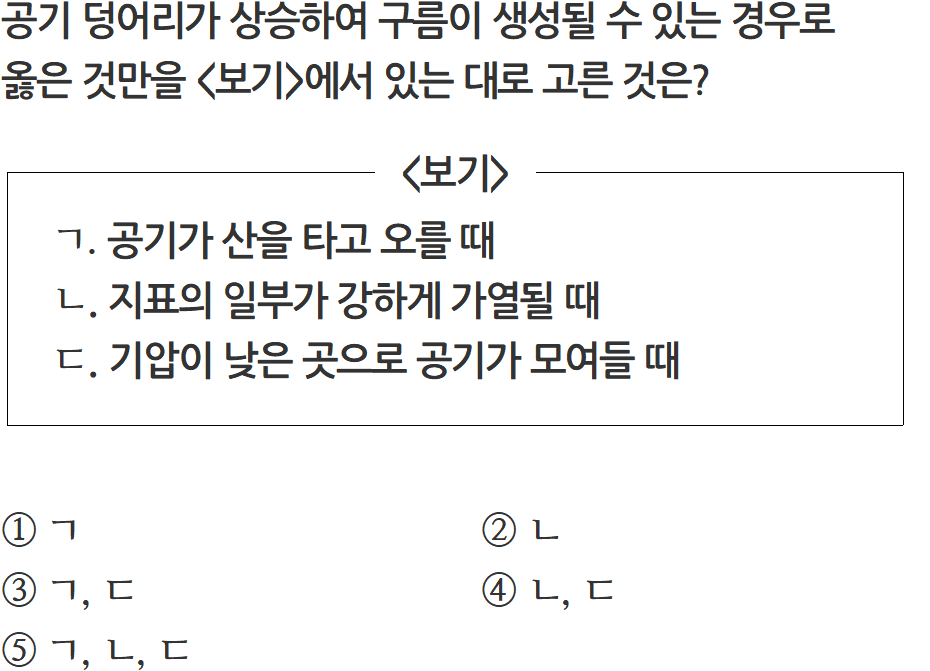 공기 덩어리가 상승하여 구름이 생성될 수 있는 경우로
옳은 것만을 <보기>에서 있는 대로 고른 것은?
<보기>
ㄱ. 공기가 산을 타고 오를 때
ㄴ. 지표의 일부가 강하게 가열될 때
ㄷ. 기압이 낮은 곳으로 공기가 모여들 때
① ㄱ ② ㄴ
③ ㄱ, ㄷ ④ ㄴ, ㄷ
⑤ ㄱ, ㄴ, ㄷ